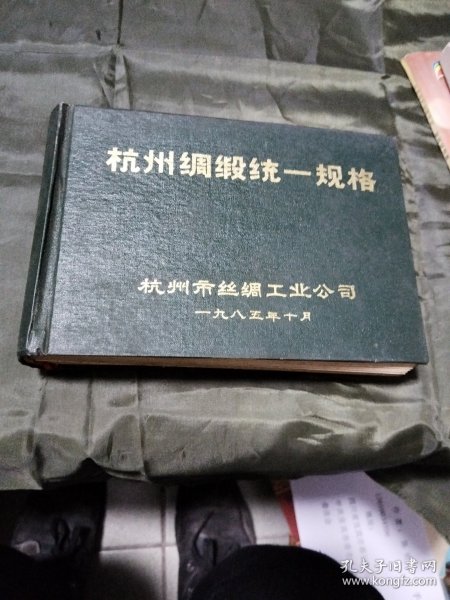 杭州绸缎统一规格
杭州市丝绸工业公司
一九八五年十月
孔夫子旧书网
www.kongfz.com